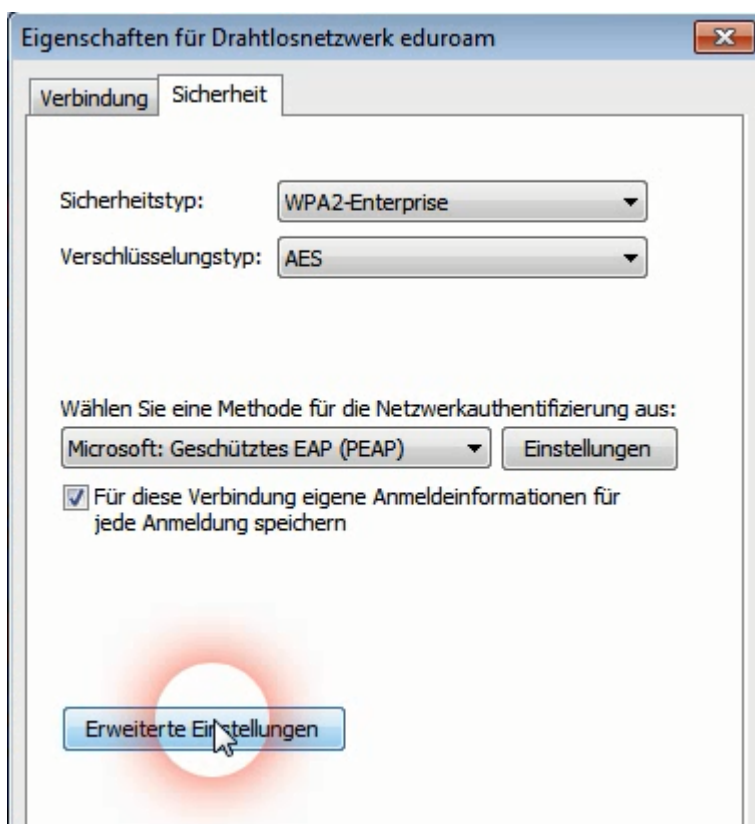 Eigenschaften für Drahtlosnetzwerk eduroam
Verbindung Sicherheit
Sicherheitstyp: WPA2-Enterprise
Verschlüsselungstyp: AES
Wählen Sie eine Methode für die Netzwerkauthentifizierung aus:
Microsoft: Geschütztes EAP (PEAP) Einstellungen
Für diese Verbindung eigene Anmeldeinformationen für
jede Anmeldung speichern
Erweiterte Einstellungen